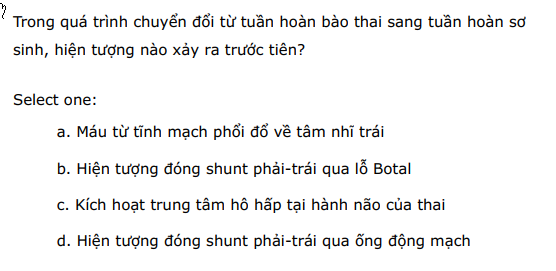 Trong quá trình chuyển đổi từ tuần hoàn bào thai sang tuần hoàn sơ
sinh, hiện tượng nào xảy ra trước tiên?
Select one:
a. Máu từ tĩnh mạch phổi đổ về tâm nhĩ trái
b. Hiện tượng đóng shunt phải-trái qua lỗ Botal
c. Kích hoạt trung tâm hô hấp tại hành não của thai
d. Hiện tượng đóng shunt phải-trái qua ống động mạch